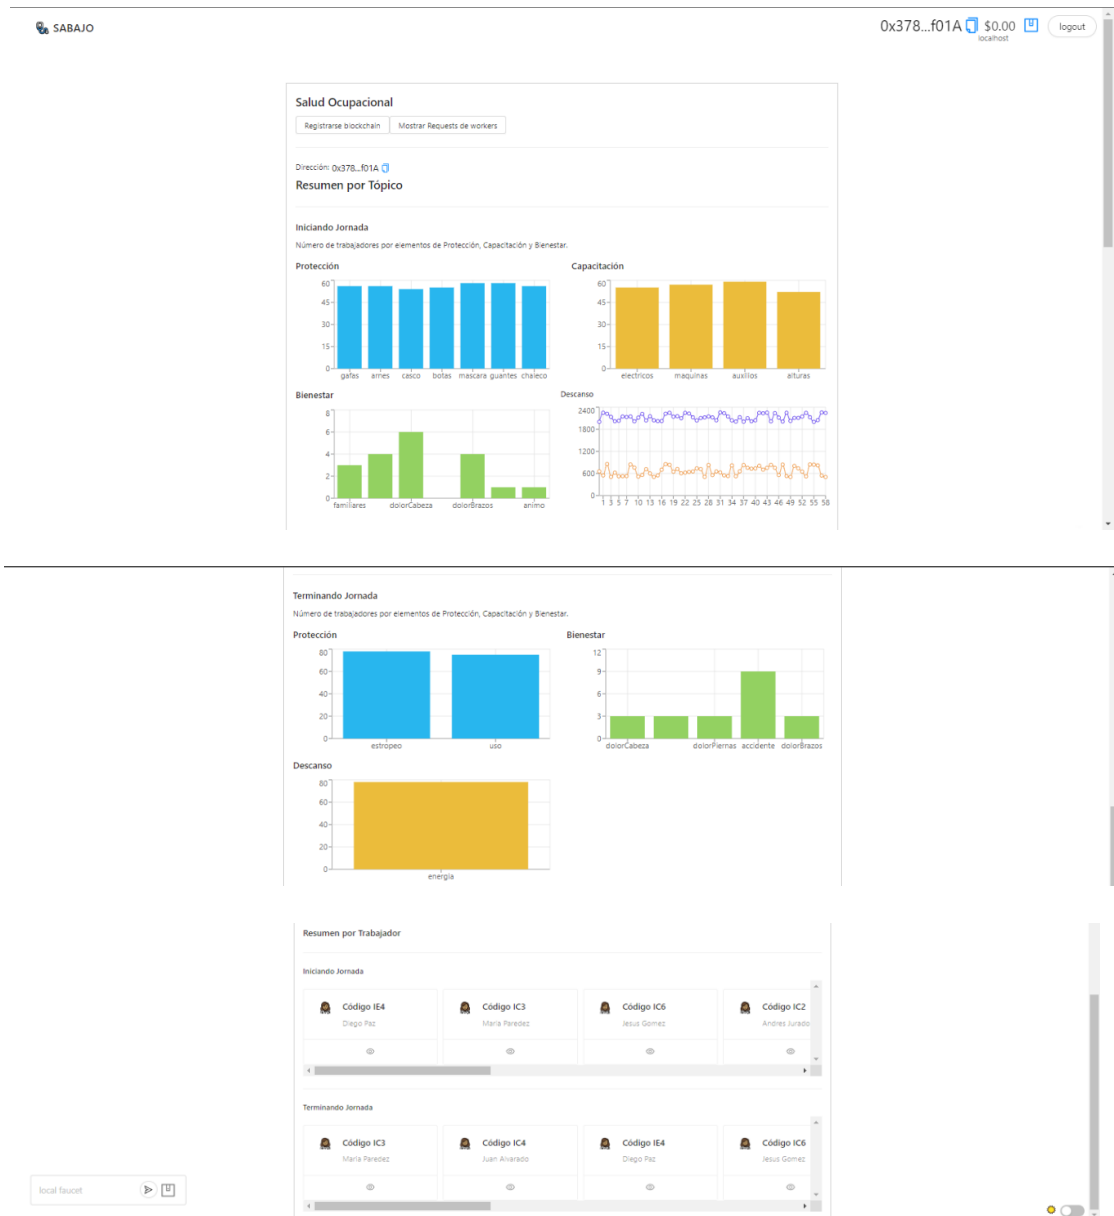 SABAJO
0x378...f01A $0.00 logout
localhost
Salud Ocupacional
Registrarse blockchain Mostrar Requests de workers
Dirección: 0x378...f01A
Resumen por Tópico
Iniciando Jornada
Número de trabajadores por elementos de Protección, Capacitación y Bienestar.
Protección
60
45
30
15
0
gafas arnes casco botas mascara guantes chaleco
Capacitación
60
45
30
15
0
electricos maquinas auxilios alturas
Bienestar
8
6
4
2
0
familiares dolorCabeza dolorBrazos animo
Descanso
2400
1800
1200
600
0
1 3 5 7 10 13 16 19 22 25 28 31 34 37 40 43 46 49 52 55 58
Terminando Jornada
Número de trabajadores por elementos de Protección, Capacitación y Bienestar.
Protección
80
60
40
20
0
estropeo uso
Bienestar
12
9
6
3
0
dolorCabeza dolorPiernas accidente dolorBrazos
Descanso
80
60
40
20
0
energia
Resumen por Trabajador
Iniciando Jornada
Código IE4 Código IC3 Código IC6 Código IC2
Diego Paz Maria Paredez Jesus Gomez Andres Jurado
Terminando Jornada
Código IC3 Código IC4 Código IE4 Código IC6
Maria Paredez Juan Alvarado Diego Paz Jesus Gomez
local faucet